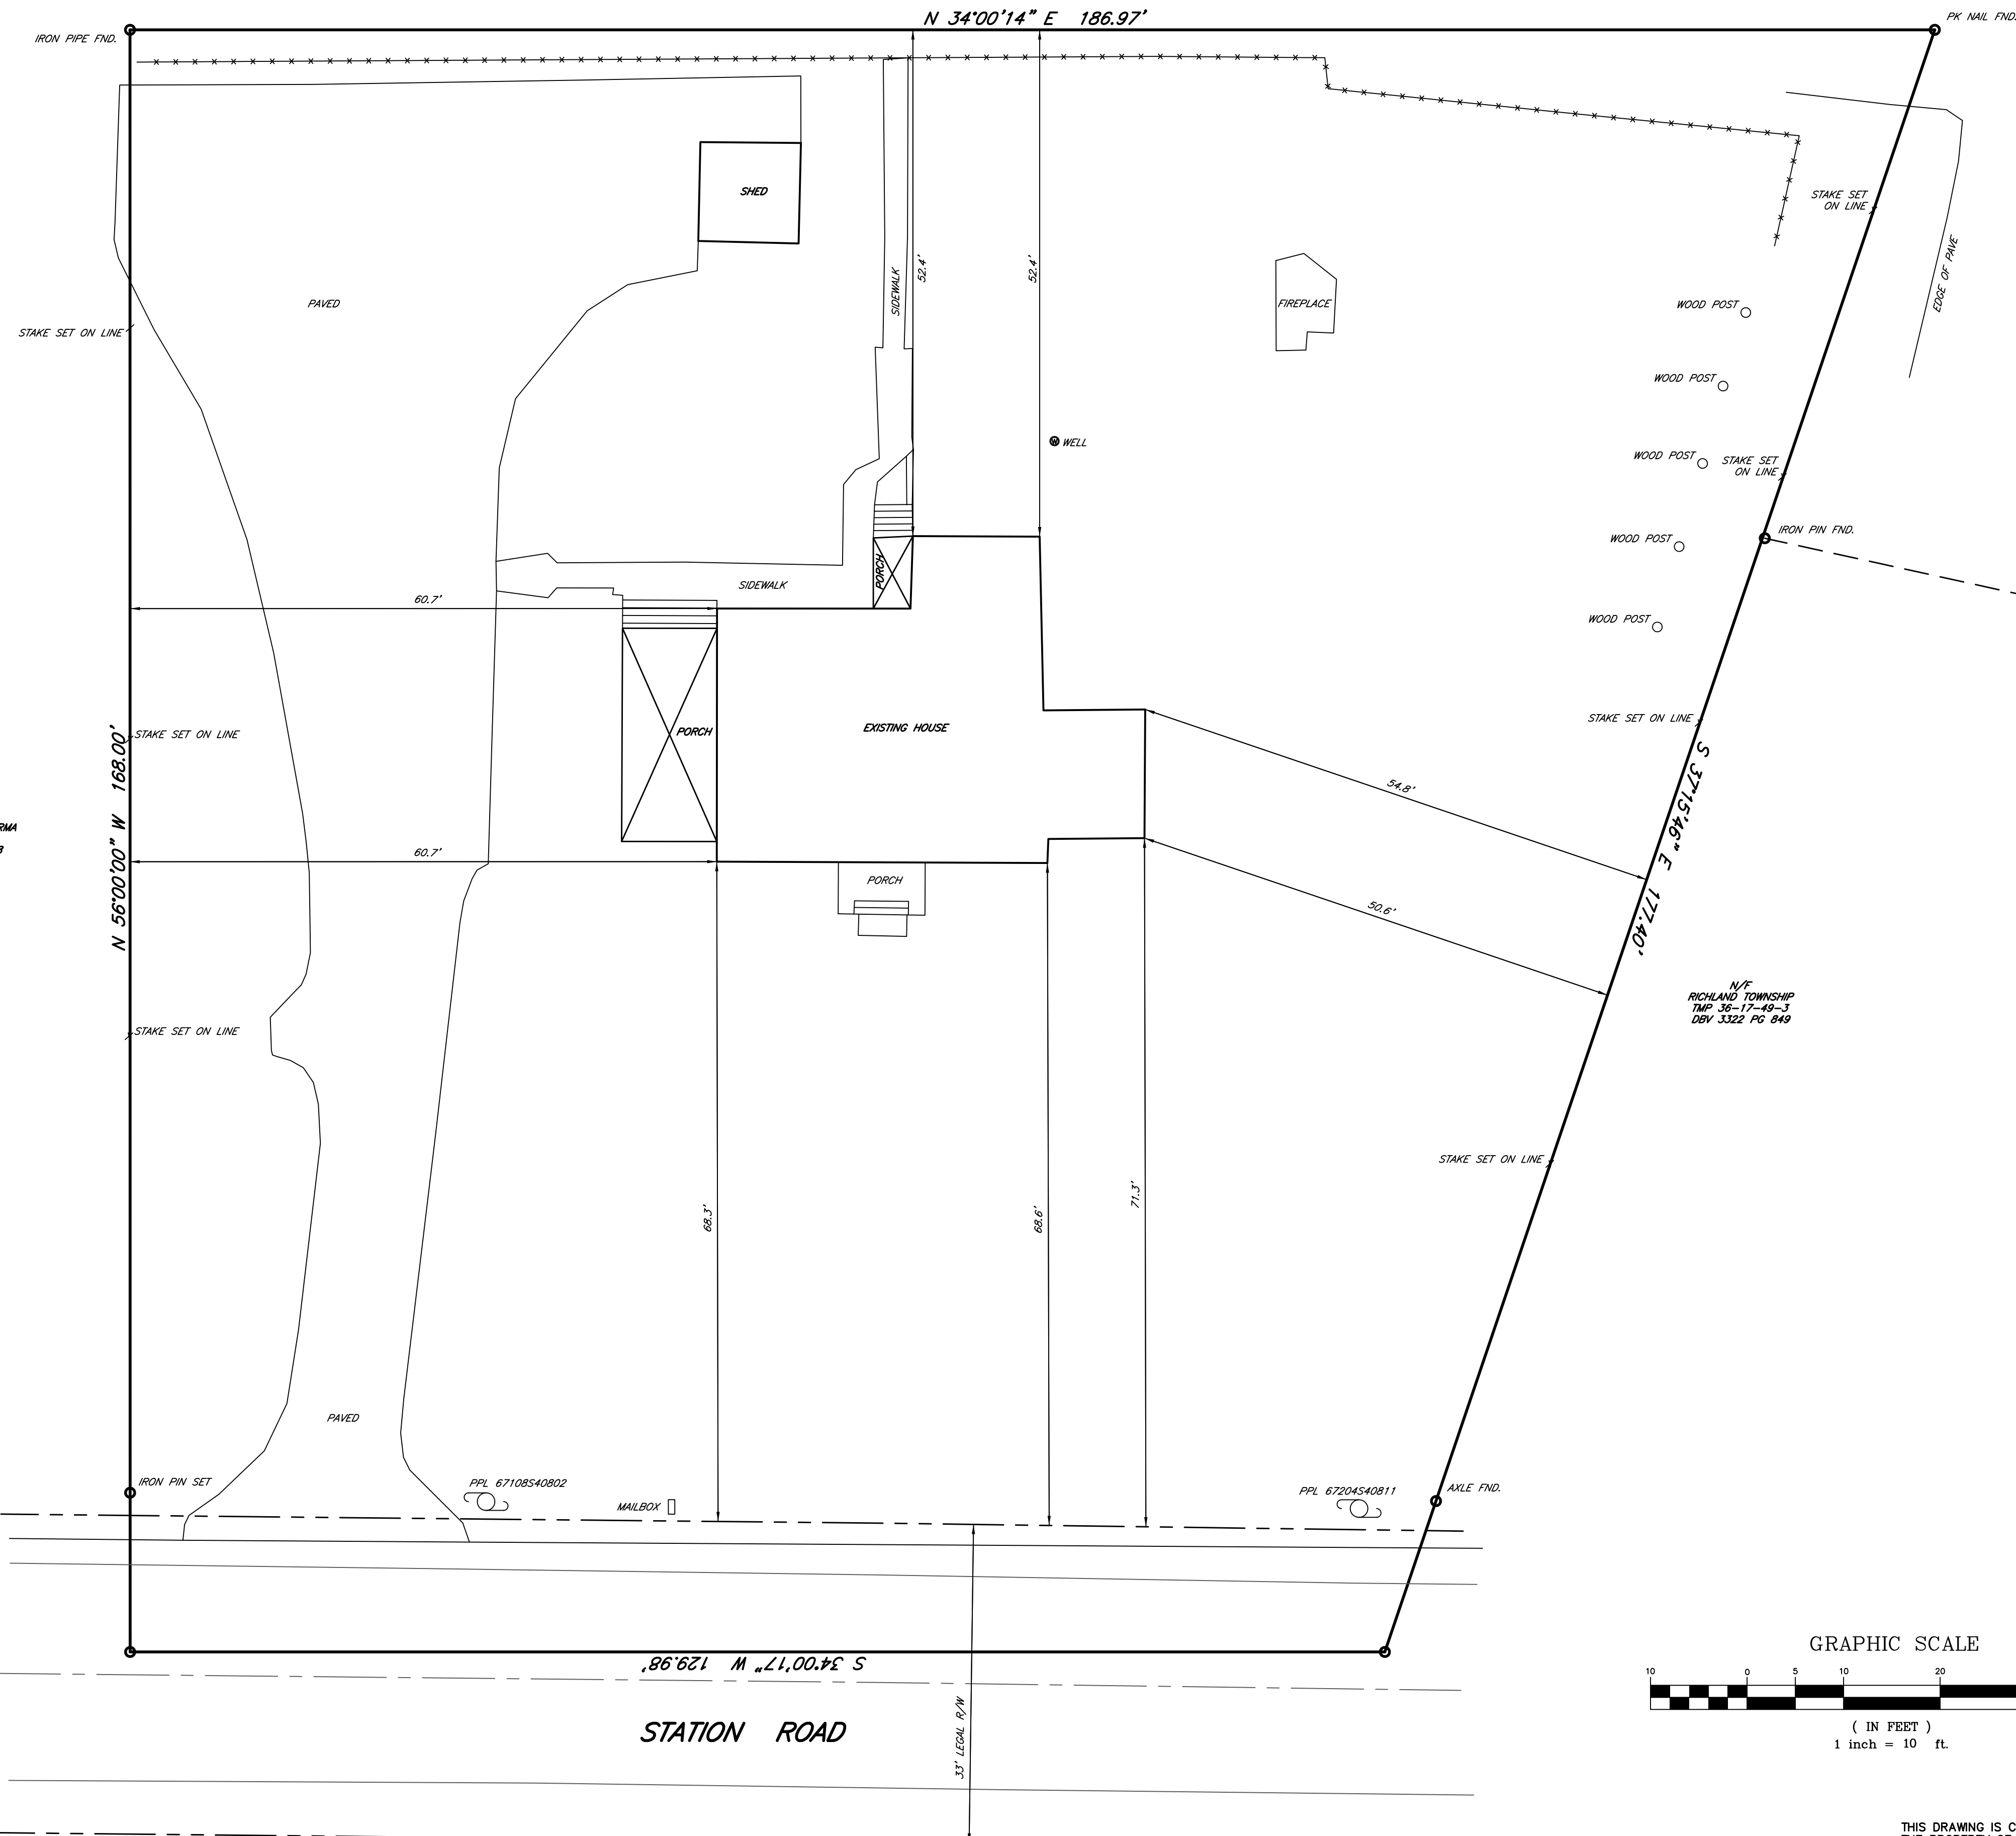 N 34°00'14" E 186.97'
PK NAIL FND.
IRON PIPE FND.
SHED
STAKE SET
ON LINE
EDGE OF PAVE
52.4'
52.4'
SIDEWALK
PAVED
FIREPLACE
WOOD POST
STAKE SET ON LINE
WOOD POST
WELL
WOOD POST
STAKE SET
ON LINE
IRON PIN FND.
WOOD POST
PORCH
SIDEWALK
60.7'
WOOD POST
STAKE SET ON LINE
EXISTING HOUSE
PORCH
STAKE SET ON LINE
54.8'
S 37°15'46" E 177.40'
N 56°00'00" W 168.00'
RMA
60.7'
PORCH
50.6'
N/F
RICHLAND TOWNSHIP
TMP 36-17-49-3
DBV 3322 PG 849
STAKE SET ON LINE
STAKE SET ON LINE
68.3'
68.6'
71.3'
PAVED
IRON PIN SET
PPL 67108S40802
MAILBOX
PPL 67204S40811
AXLE FND.
S 34°00'17" W 129.98'
STATION ROAD
33' LEGAL R/W
GRAPHIC SCALE
10 0 5 10 20
( IN FEET )
1 inch = 10 ft.
THIS DRAWING IS C